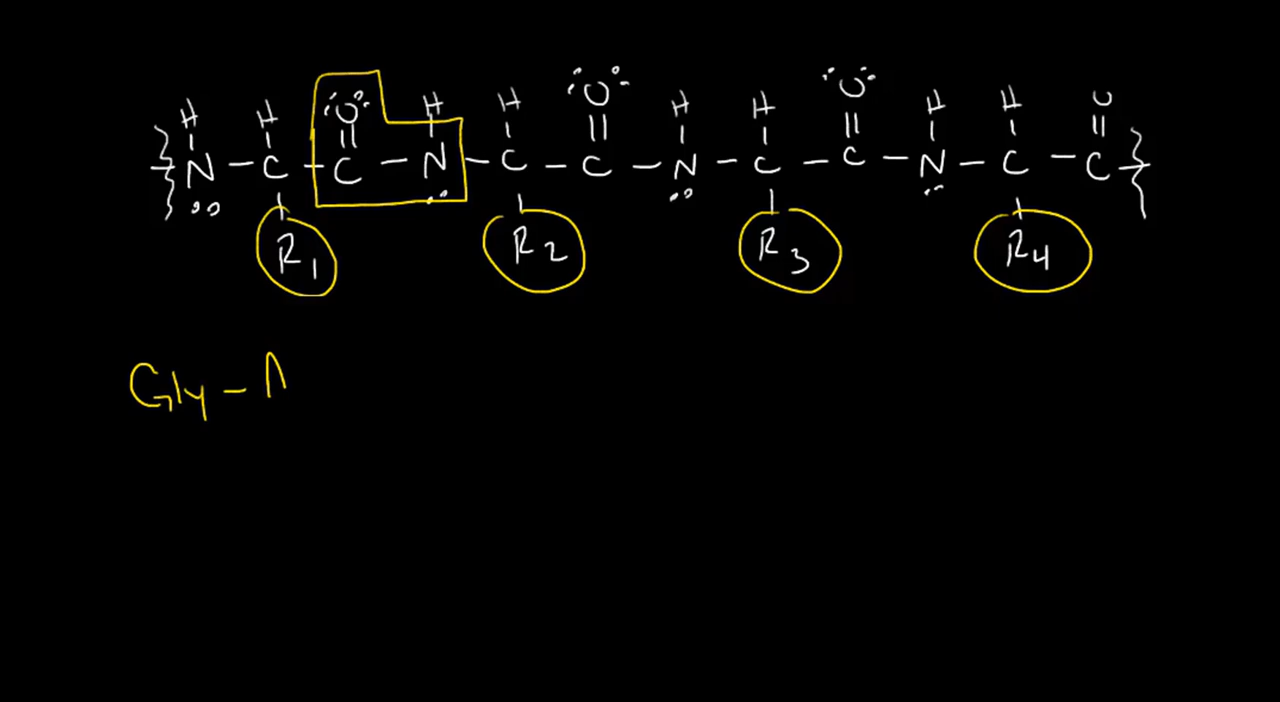 H H O H H O H H O H H O
N - C - C - N - C - C - N - C - C - N - C - C
R1 R2 R3 R4
Gly -